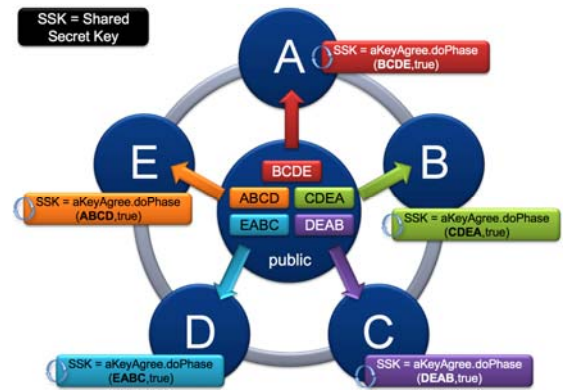 SSK = Shared
Secret Key
A
SSK = aKeyAgree.doPhase
(BCDE,true)
E
B
BCDE
ABCD
CDEA
EABC
DEAB
public
SSK = aKeyAgree.doPhase
(ABCD,true)
SSK = aKeyAgree.doPhase
(CDEA,true)
D
C
SSK = aKeyAgree.doPhase
(EABC,true)
SSK = aKeyAgree.doPhase
(DEAB,true)